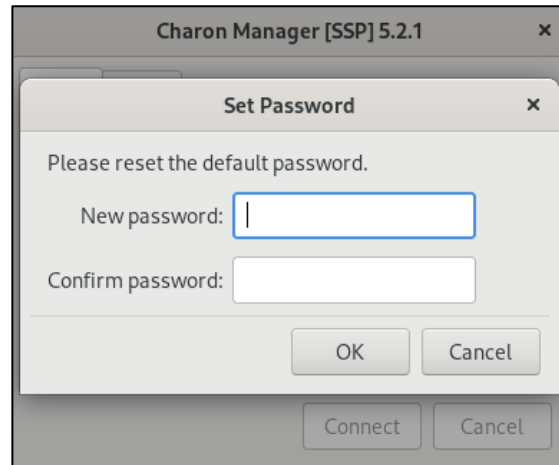 Charon Manager [SSP] 5.2.1
Set Password
Please reset the default password.
New password:
Confirm password:
OK Cancel
Connect Cancel